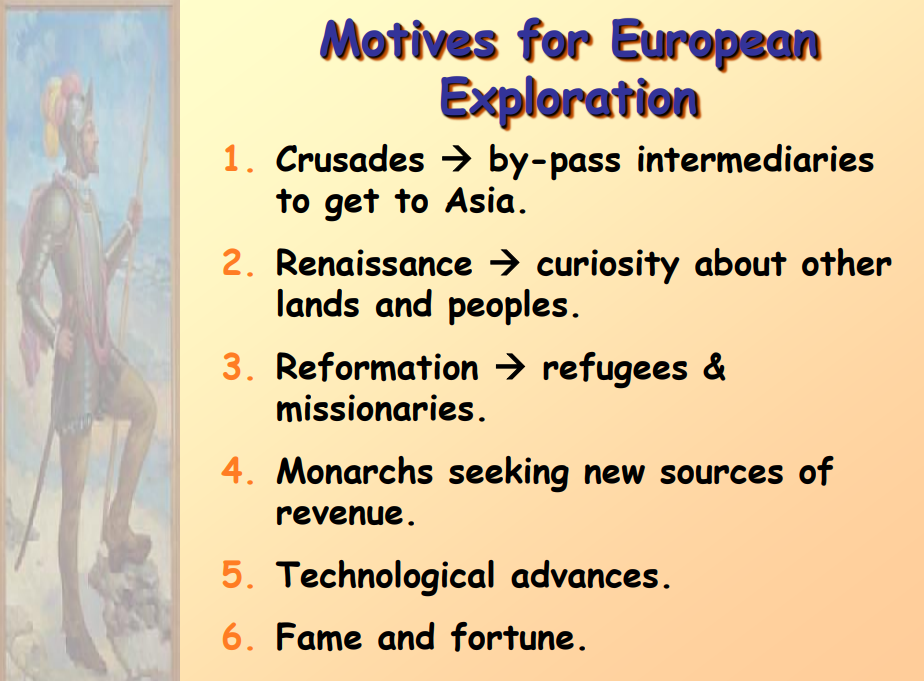 Motives for European
Exploration
1. Crusades → by-pass intermediaries
to get to Asia.
2. Renaissance → curiosity about other
lands and peoples.
3. Reformation → refugees &
missionaries.
4. Monarchs seeking new sources of
revenue.
5. Technological advances.
6. Fame and fortune.